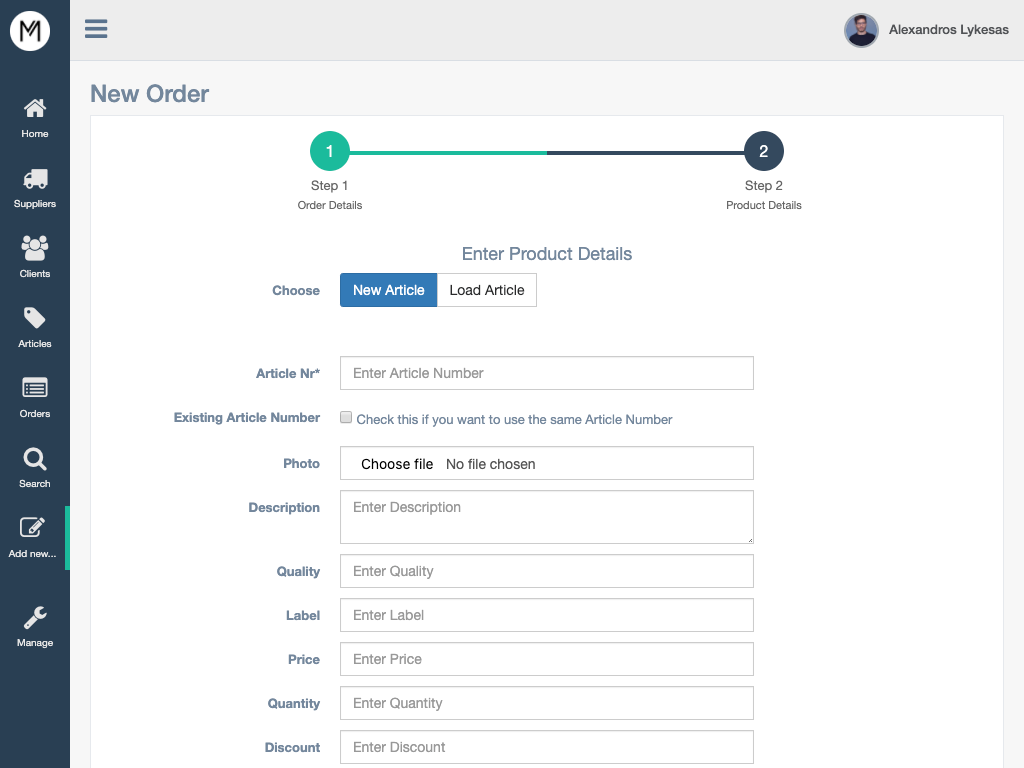 M
Alexandros Lykesas
New Order
Home
Suppliers
Clients
Articles
Orders
Search
Add new...
Manage
1
2
Step 1
Step 2
Order Details
Product Details
Enter Product Details
Choose
New Article
Load Article
Article Nr*
Enter Article Number
Existing Article Number
Check this if you want to use the same Article Number
Photo
Choose file No file chosen
Description
Enter Description
Quality
Enter Quality
Label
Enter Label
Price
Enter Price
Quantity
Enter Quantity
Discount
Enter Discount